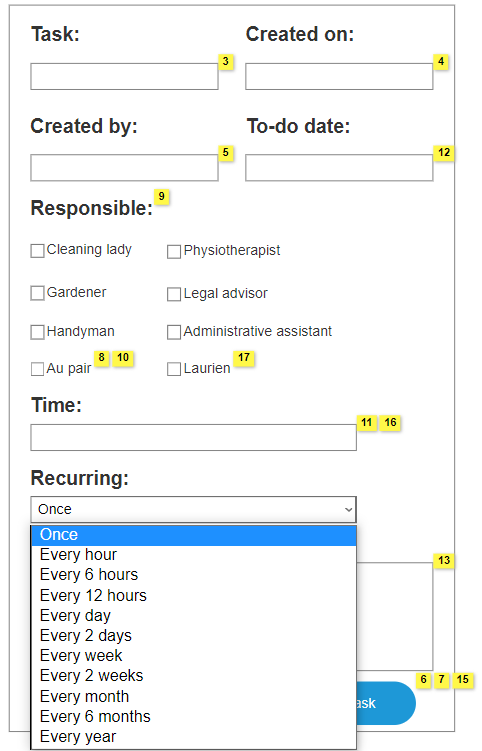 Task: Created on:
3 4
Created by: To-do date:
5 12
Responsible: 9
Cleaning lady Physiotherapist
Gardener Legal advisor
Handyman Administrative assistant
Au pair 8 10 Laurien 17
Time:
11 16
Recurring:
Once
Once
Every hour
13
Every 6 hours
Every 12 hours
Every day
Every 2 days
Every week
Every 2 weeks
6 7 15
Every month
ask
Every 6 months
Every year